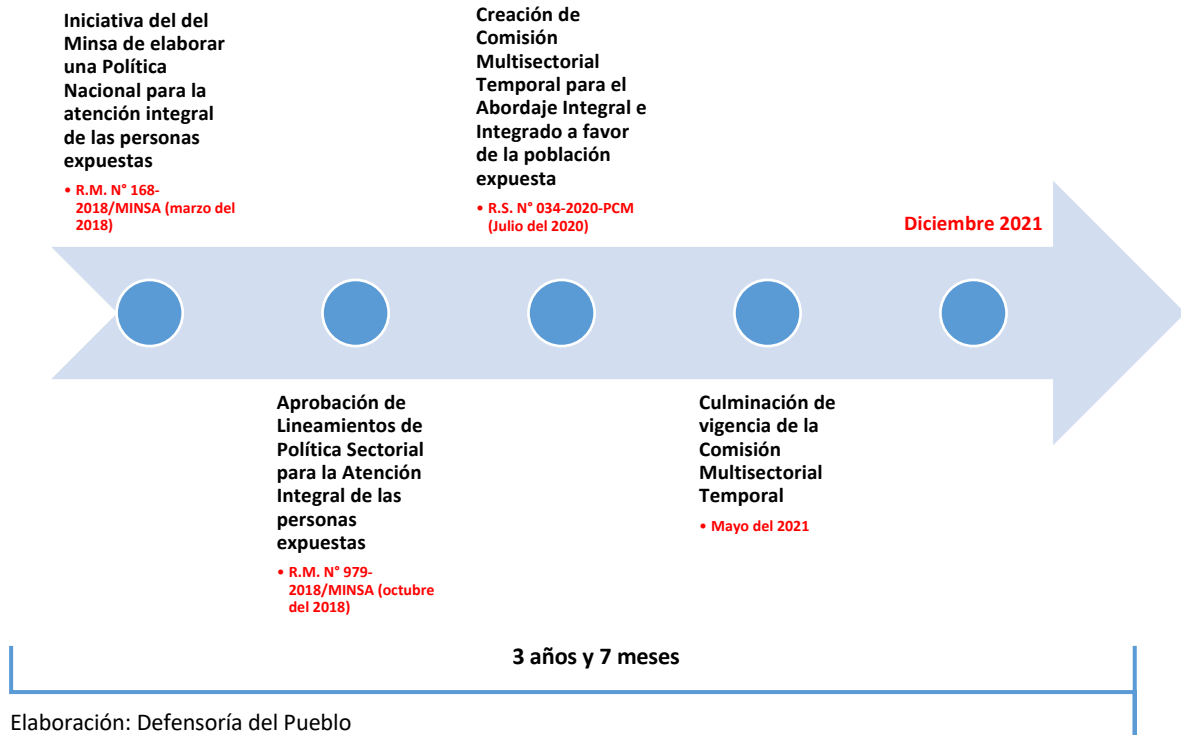 Iniciativa del del
Minsa de elaborar
una Política
Nacional para la
atención integral
de las personas
expuestas
• R.M. N° 168-
2018/MINSA (marzo del
2018)
Creación de
Comisión
Multisectorial
Temporal para el
Abordaje Integral e
Integrado a favor
de la población
expuesta
• R.S. N° 034-2020-PCM
(Julio del 2020)
Diciembre 2021
Aprobación de
Lineamientos de
Política Sectorial
para la Atención
Integral de las
personas
expuestas
• R.M. N° 979-
2018/MINSA (octubre
del 2018)
Culminación de
vigencia de la
Comisión
Multisectorial
Temporal
• Mayo del 2021
3 años y 7 meses
Elaboración: Defensoría del Pueblo